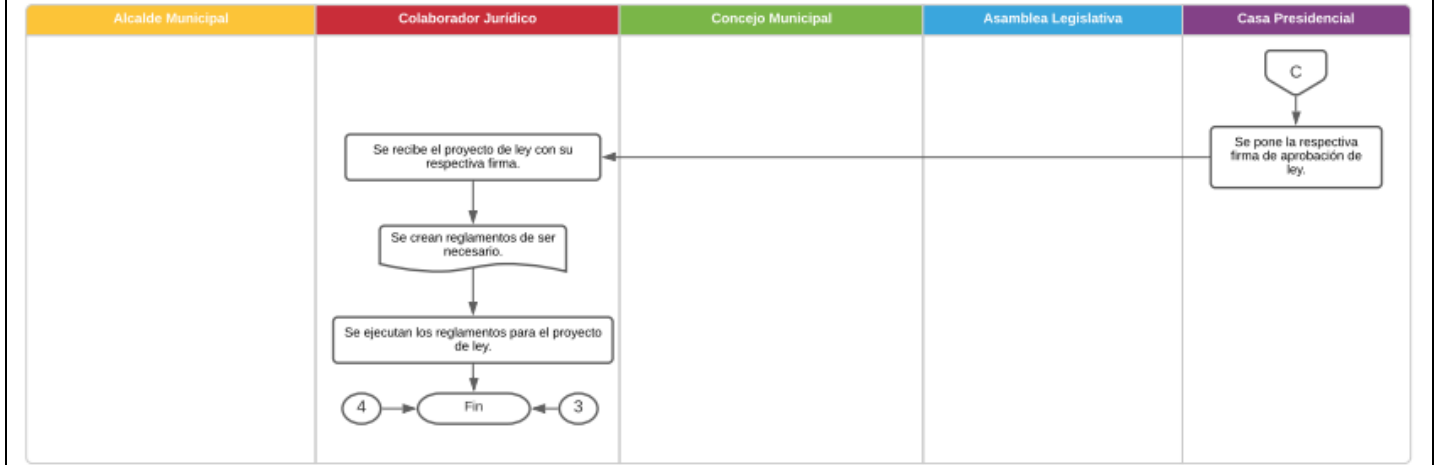 Alcalde Municipal
Colaborador Jurídico
Concejo Municipal
Asamblea Legislativa
Casa Presidencial
C
Se pone la respectiva
firma de aprobación de
ley.
Se recibe el proyecto de ley con su
respectiva firma.
Se crean reglamentos de ser
necesario.
Se ejecutan los reglamentos para el proyecto
de ley.
4
Fin
3